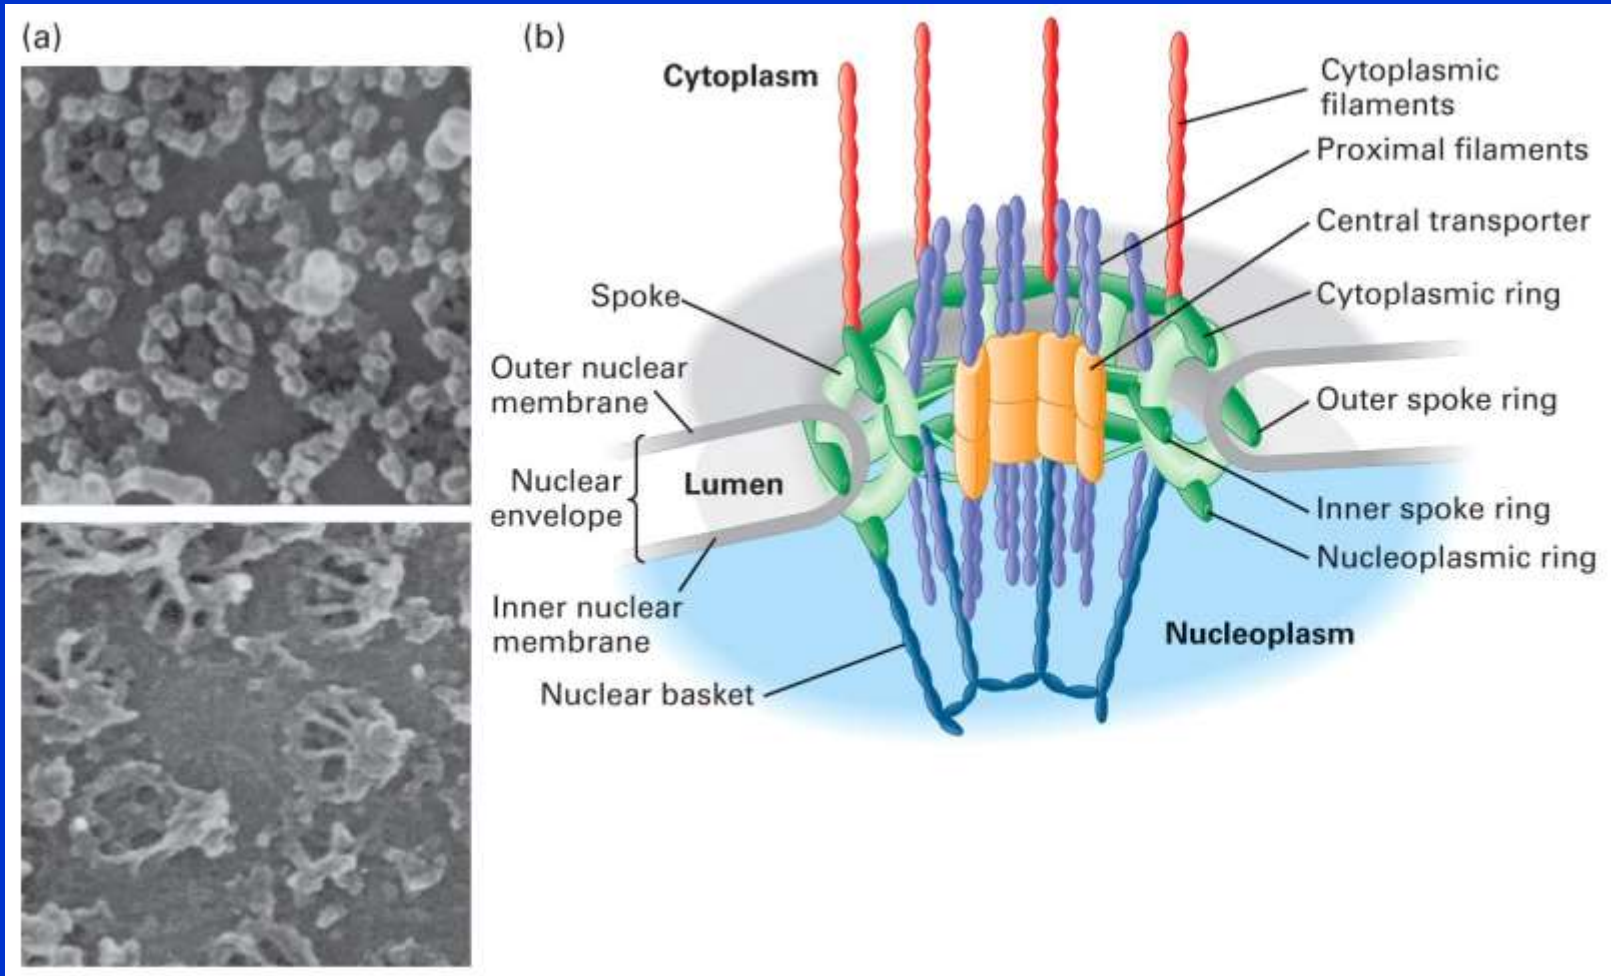 (a)
(b)
Cytoplasm
Cytoplasmic
filaments
Proximal filaments
Central transporter
Cytoplasmic ring
Outer spoke ring
Inner spoke ring
Nucleoplasmic ring
Spoke
Outer nuclear
membrane
Nuclear
envelope
Lumen
Inner nuclear
membrane
Nuclear basket
Nucleoplasm